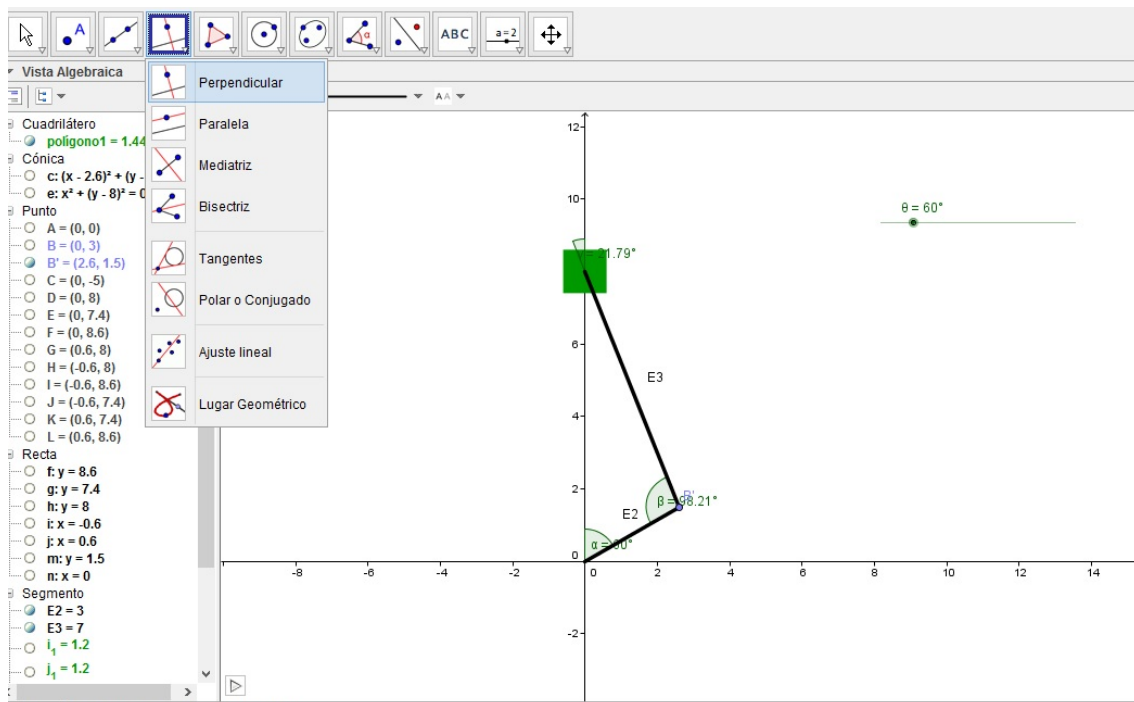 A
α
ABC
a=2
Vista Algebraica
Perpendicular
Paralela
Mediatriz
Bisectriz
Tangentes
Polar o Conjugado
Ajuste lineal
Lugar Geométrico
AA
Cuadrilátero
polígono1 = 1.44
Cónica
c: (x - 2.6)² + (y -
e: x² + (y - 8)² =
Punto
A = (0, 0)
B = (0, 3)
B' = (2.6, 1.5)
C = (0, -5)
D = (0, 8)
E = (0, 7.4)
F = (0, 8.6)
G = (0.6, 8)
H = (-0.6, 8)
I = (-0.6, 8.6)
J = (-0.6, 7.4)
K = (0.6, 7.4)
L = (0.6, 8.6)
Recta
f: y = 8.6
g: y = 7.4
h: y = 8
i: x = -0.6
j: x = 0.6
m: y = 1.5
n: x = 0
Segmento
E2 = 3
E3 = 7
i₁ = 1.2
j₁ = 1.2
12
10
θ = 60°
= 21.79°
6
E3
4
2
B'
β = 98.21°
E2
α = 60°
0
-8 -6 -4 -2 0 2 4 6 8 10 12 14
-2